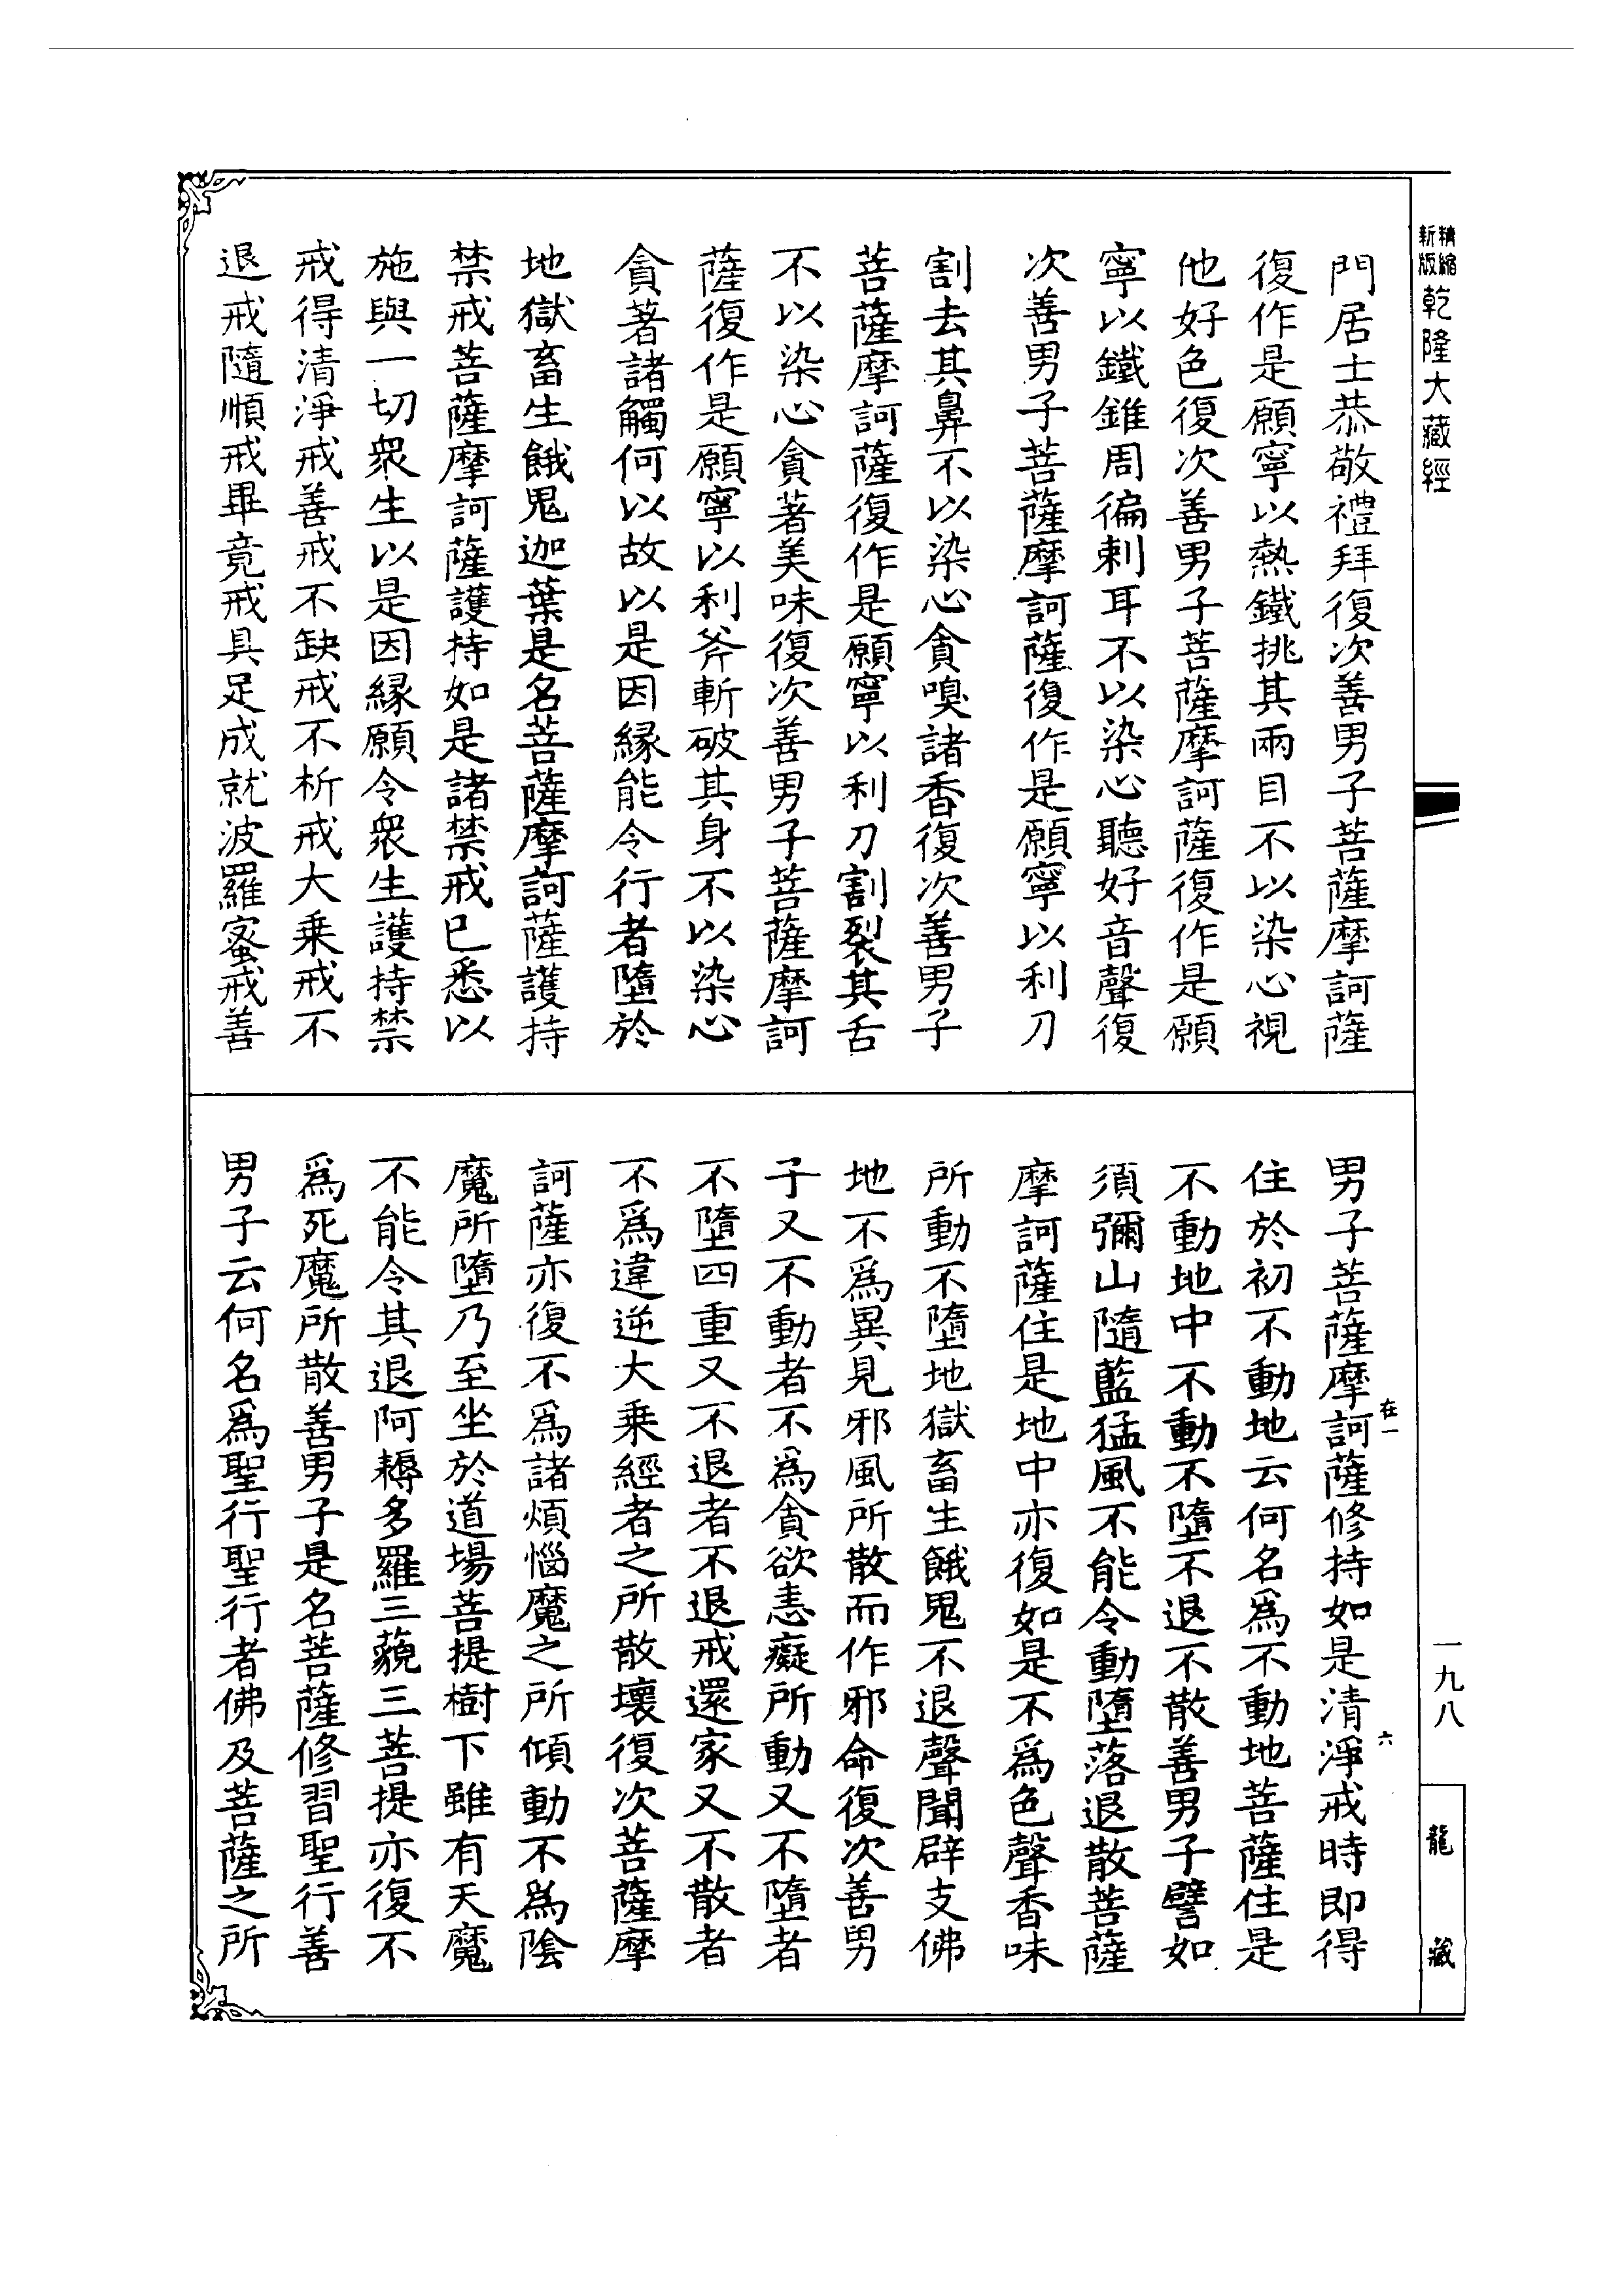 精縮新版乾隆大藏經
門居士恭敬禮拜復次善男子菩薩摩訶薩
復作是願寧以熱鐵挑其兩目不以染心視
他好色復次善男子菩薩摩訶薩復作是願
寧以鐵錐周徧刺耳不以染心聽好音聲復
次善男子菩薩摩訶薩復作是願寧以利刀
割去其鼻不以染心貪嗅諸香復次善男子
菩薩摩訶薩復作是願寧以利刀割裂其舌
不以染心貪著美味復次善男子菩薩摩訶
薩復作是願寧以利斧斬破其身不以染心
貪著諸觸何以故以是因緣能令行者墮於
地獄畜生餓鬼迦葉是名菩薩摩訶薩護持
禁戒菩薩摩訶薩護持如是諸禁戒已悉以
施與一切眾生以是因緣願令眾生護持禁
戒得清淨戒善戒不缺戒不析戒大乘戒不
退戒隨順戒畢竟戒具足成就波羅蜜戒善
男子菩薩摩訶薩修持如是清淨戒時即得
住於初不動地云何名為不動地菩薩住是
不動地中不動不墮不退不散善男子譬如
須彌山隨藍猛風不能令動墮落退散菩薩
摩訶薩住是地中亦復如是不為色聲香味
所動不墮地獄畜生餓鬼不退聲聞辟支佛
地不為異見邪風所散而作邪命復次善男
子又不動者不為貪欲恚癡所動又不墮者
不墮四重又不退者不退戒還家又不散者
不為違逆大乘經者之所散壞復次菩薩摩
訶薩亦復不為諸煩惱魔之所傾動不為陰
魔所墮乃至坐於道場菩提樹下雖有天魔
不能令其退阿耨多羅三藐三菩提亦復不
為死魔所散善男子是名菩薩修習聖行善
男子云何名為聖行聖行者佛及菩薩之所
在一
六
一九八
龍藏